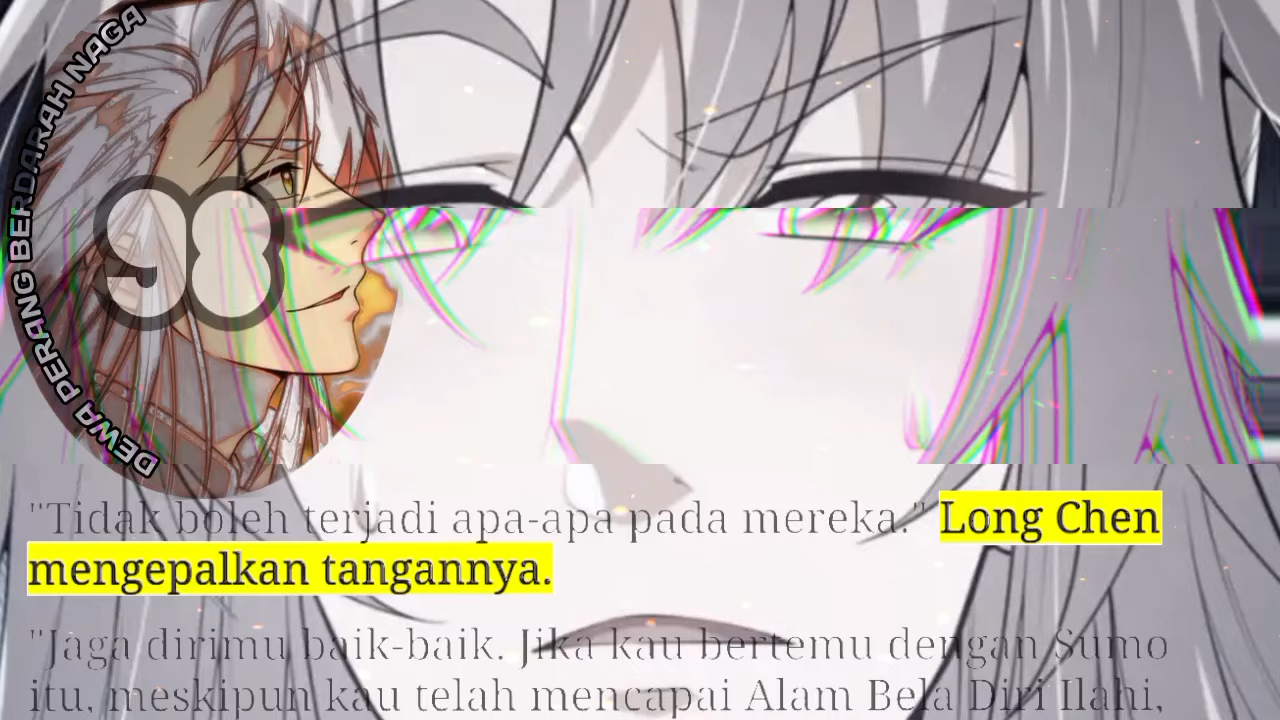 DEWA PERANG BERDARAH NAGA
98
"Tidak boleh terjadi apa-apa pada mereka." Long Chen
mengepalkan tangannya.
"Jaga dirimu baik-baik. Jika kau bertemu dengan Sumo
itu, meskipun kau telah mencapai Alam Bela Diri Ilahi,